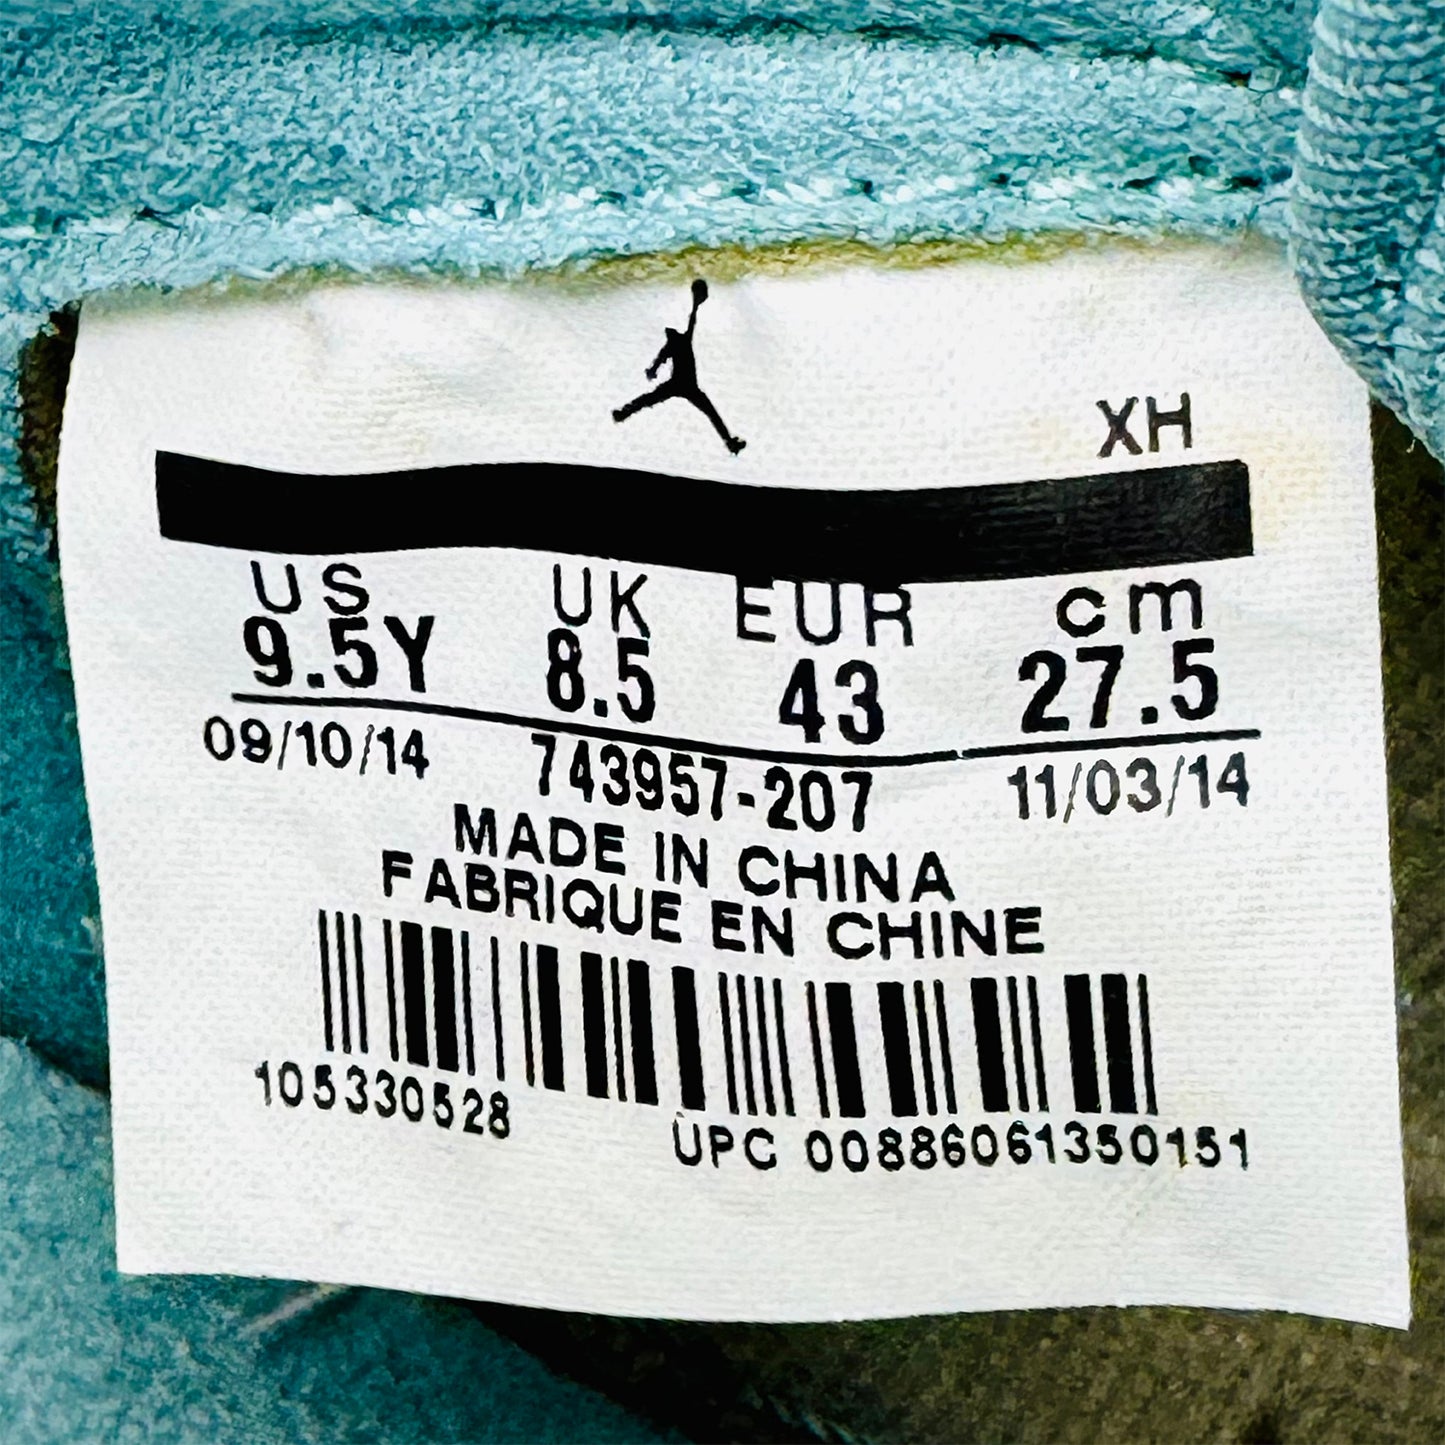 XH
US UK EUR cm
9.5Y 8.5 43 27.5
09/10/14 743957-207 11/03/14
MADE IN CHINA
FABRIQUE EN CHINE
105330528
UPC 00886061350151